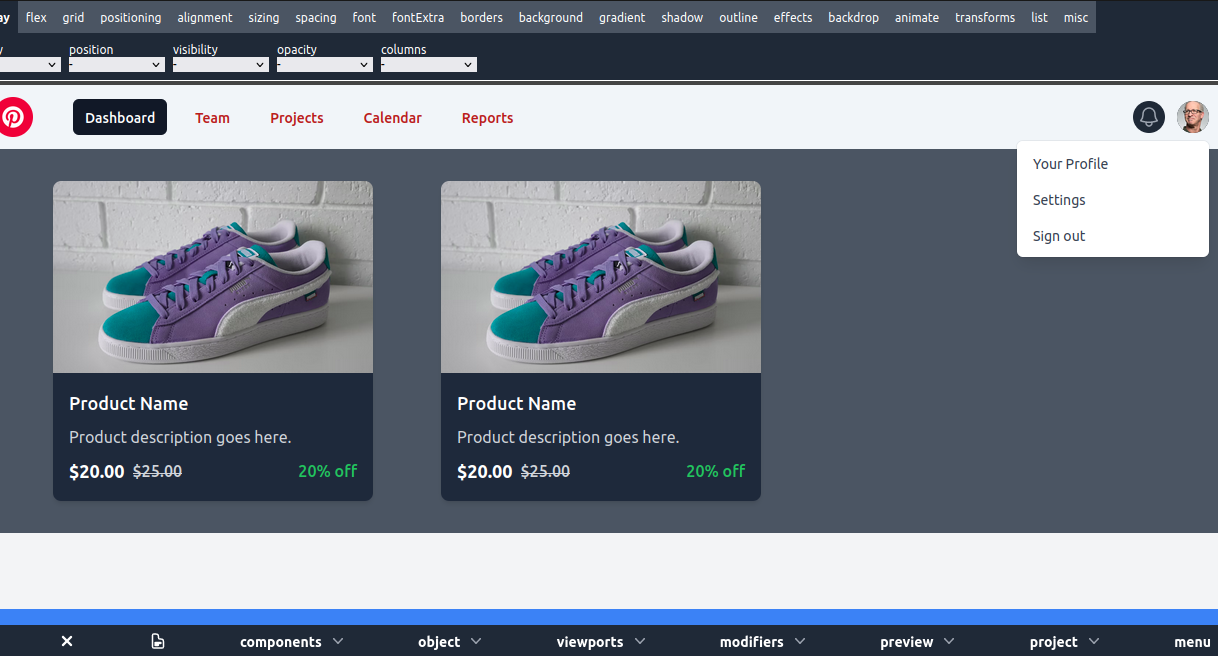 ay flex grid positioning alignment sizing spacing font fontExtra borders background gradient shadow outline effects backdrop animate transforms list misc
y position visibility opacity columns
- - - -
Dashboard Team Projects Calendar Reports
Your Profile
Settings
Sign out
Product Name Product Name
Product description goes here. Product description goes here.
$20.00 $25.00 20% off $20.00 $25.00 20% off
components object viewports modifiers preview project menu